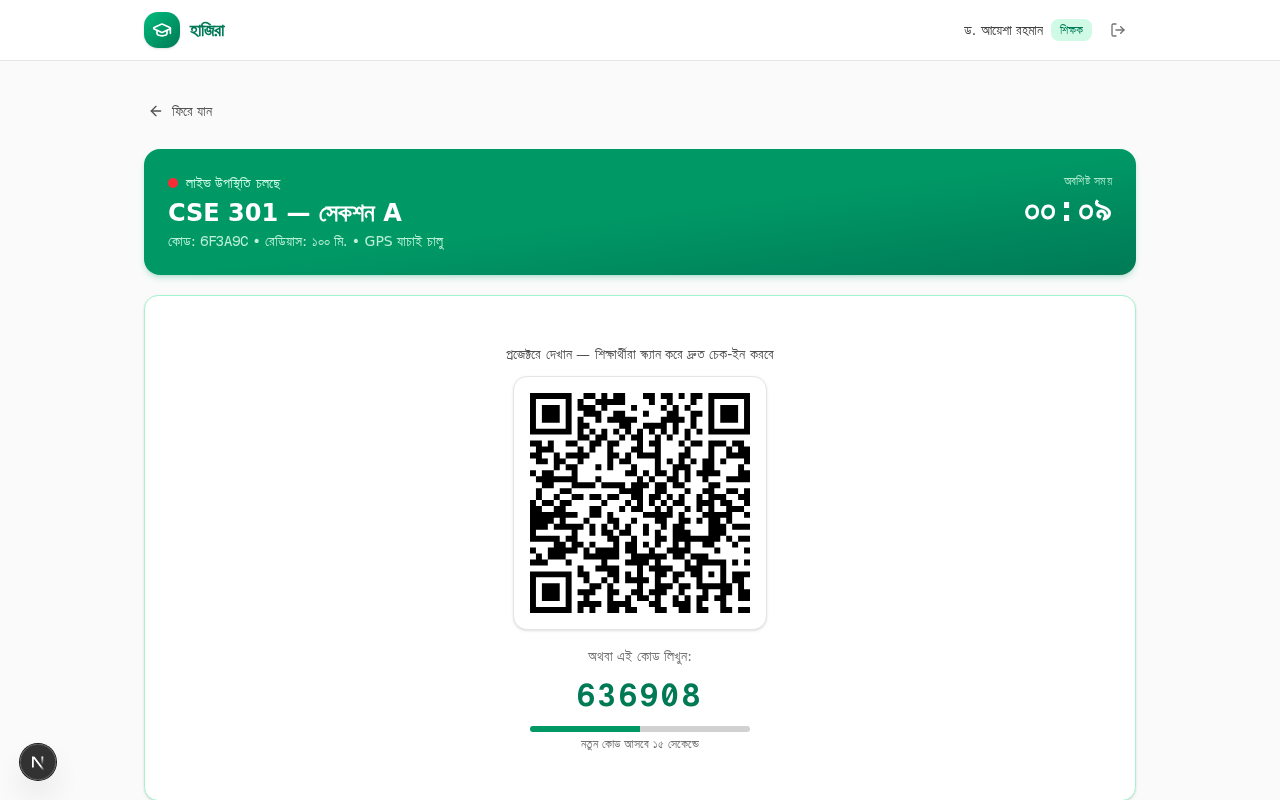 হাজিরা
ড. আয়েশা রহমান শিক্ষক
ফিরে যান
লাইভ উপস্থিতি চলছে
অবশিষ্ট সময়
CSE 301 — সেকশন A
০০:০৯
কোড: 6F3A9C • রেডিয়াস: ১০০ মি. • GPS যাচাই চালু
প্রজেক্টরে দেখান — শিক্ষার্থীরা স্ক্যান করে দ্রুত চেক-ইন করবে
অথবা এই কোড লিখুন:
636908
নতুন কোড আসবে ১৫ সেকেন্ডে
N